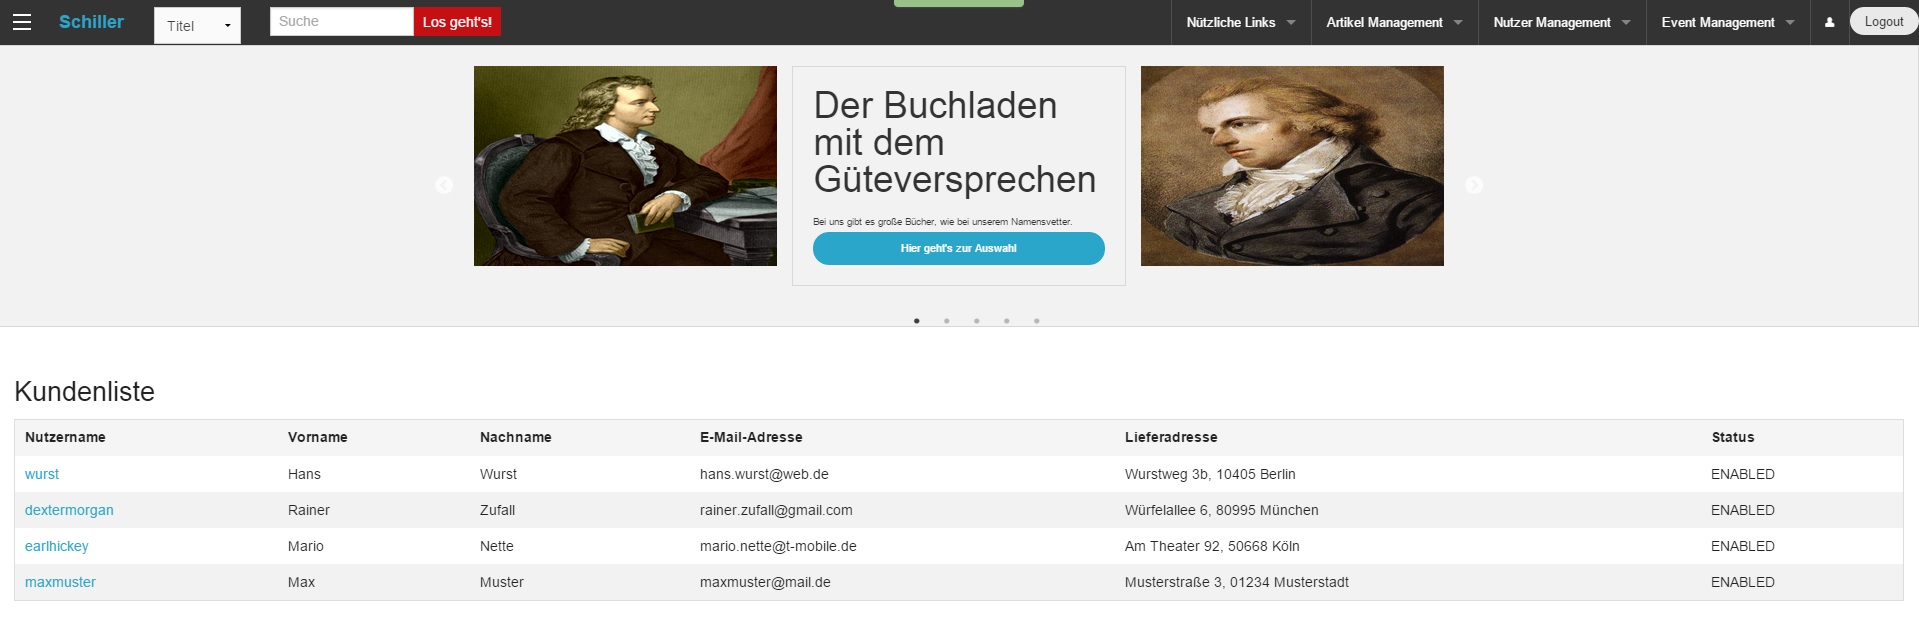 Schiller Titel Suche Los geht's! Nützliche Links Artikel Management Nutzer Management Event Management Logout
Der Buchladen
mit dem
Güteversprechen
Bei uns gibt es große Bücher, wie bei unserem Namensvetter.
Hier geht's zur Auswahl
Kundenliste
Nutzername Vorname Nachname E-Mail-Adresse Lieferadresse Status
wurst Hans Wurst hans.wurst@web.de Wurstweg 3b, 10405 Berlin ENABLED
dextermorgan Rainer Zufall rainer.zufall@gmail.com Würfelallee 6, 80995 München ENABLED
earlhickey Mario Nette mario.nette@t-mobile.de Am Theater 92, 50668 Köln ENABLED
maxmuster Max Muster maxmuster@mail.de Musterstraße 3, 01234 Musterstadt ENABLED